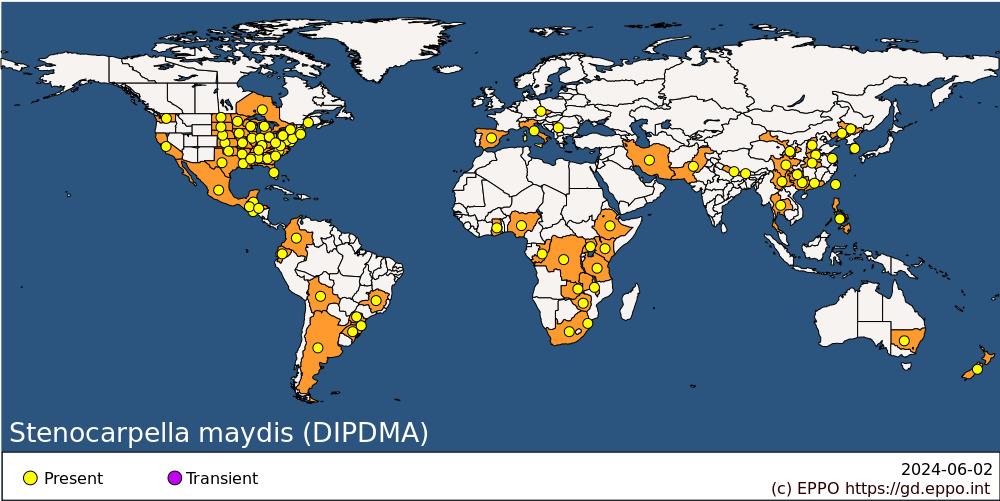 Stenocarpella maydis (DIPDMA)
Present
Transient
2024-06-02
(c) EPPO https://gd.eppo.int